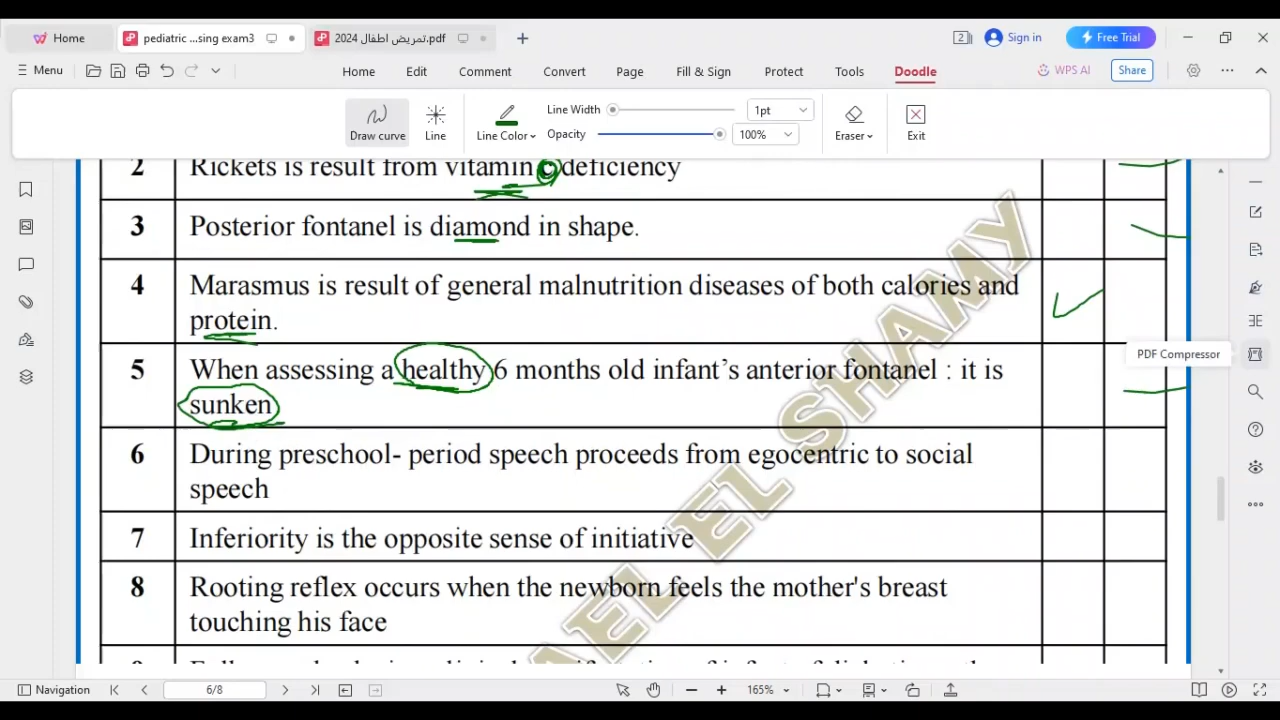 Home
pediatric ...sing exam3
تمريض اطفال 2024.pdf
2
Sign in
Free Trial
Menu
Home
Edit
Comment
Convert
Page
Fill & Sign
Protect
Tools
Doodle
WPS AI
Share
Draw curve
Line
Line Color
Line Width
1pt
Opacity
100%
Eraser
Exit
2 Rickets is result from vitamin c deficiency
3 Posterior fontanel is diamond in shape.
4 Marasmus is result of general malnutrition diseases of both calories and
protein.
5 When assessing a healthy 6 months old infant's anterior fontanel : it is
sunken
6 During preschool- period speech proceeds from egocentric to social
speech
7 Inferiority is the opposite sense of initiative
8 Rooting reflex occurs when the newborn feels the mother's breast
touching his face
PDF Compressor
EL SHAMY
Navigation
6/8
165%